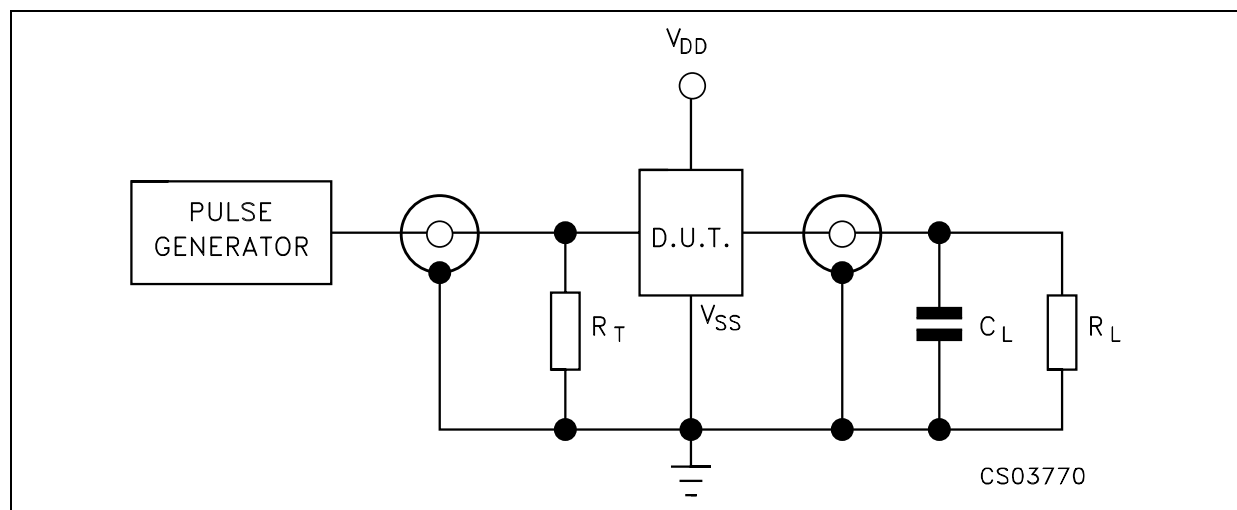 VDD
PULSE
GENERATOR
D.U.T.
VSS
RT
CL
RL
CS03770